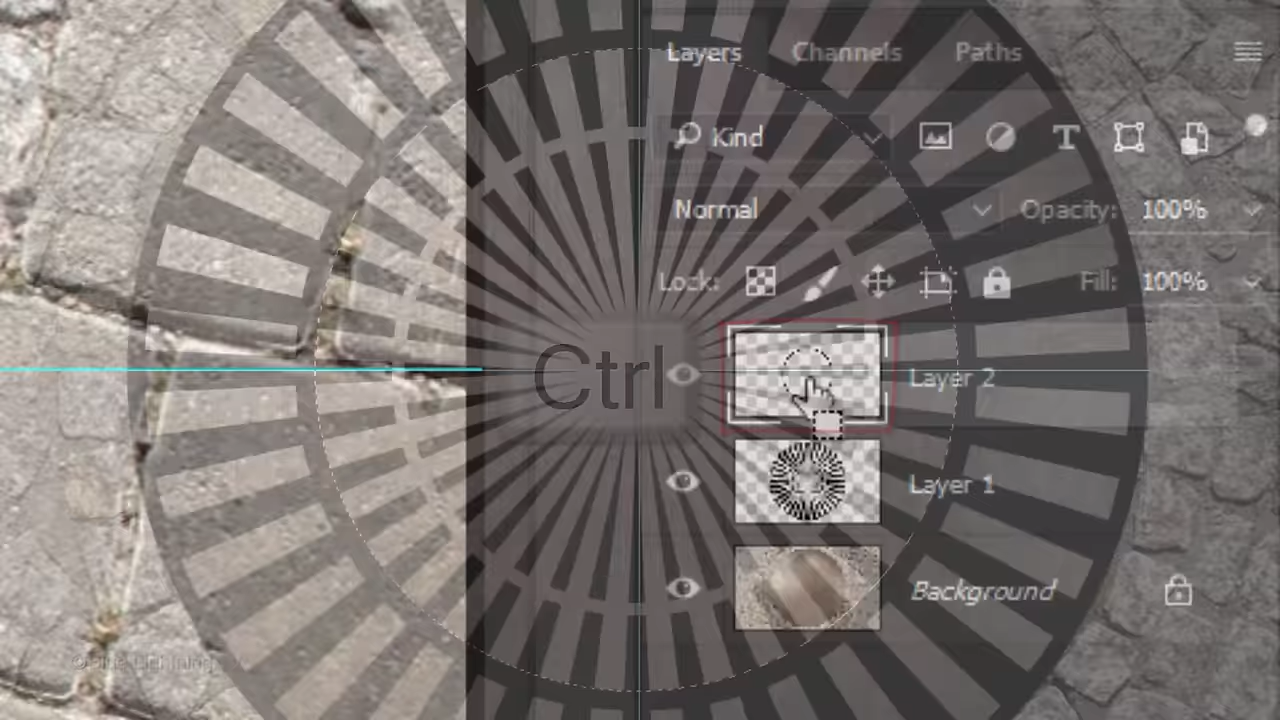 Layers Channels Paths
Kind
Normal Opacity: 100%
Lock: Fill: 100%
Ctrl
Layer 2
Layer 1
Background